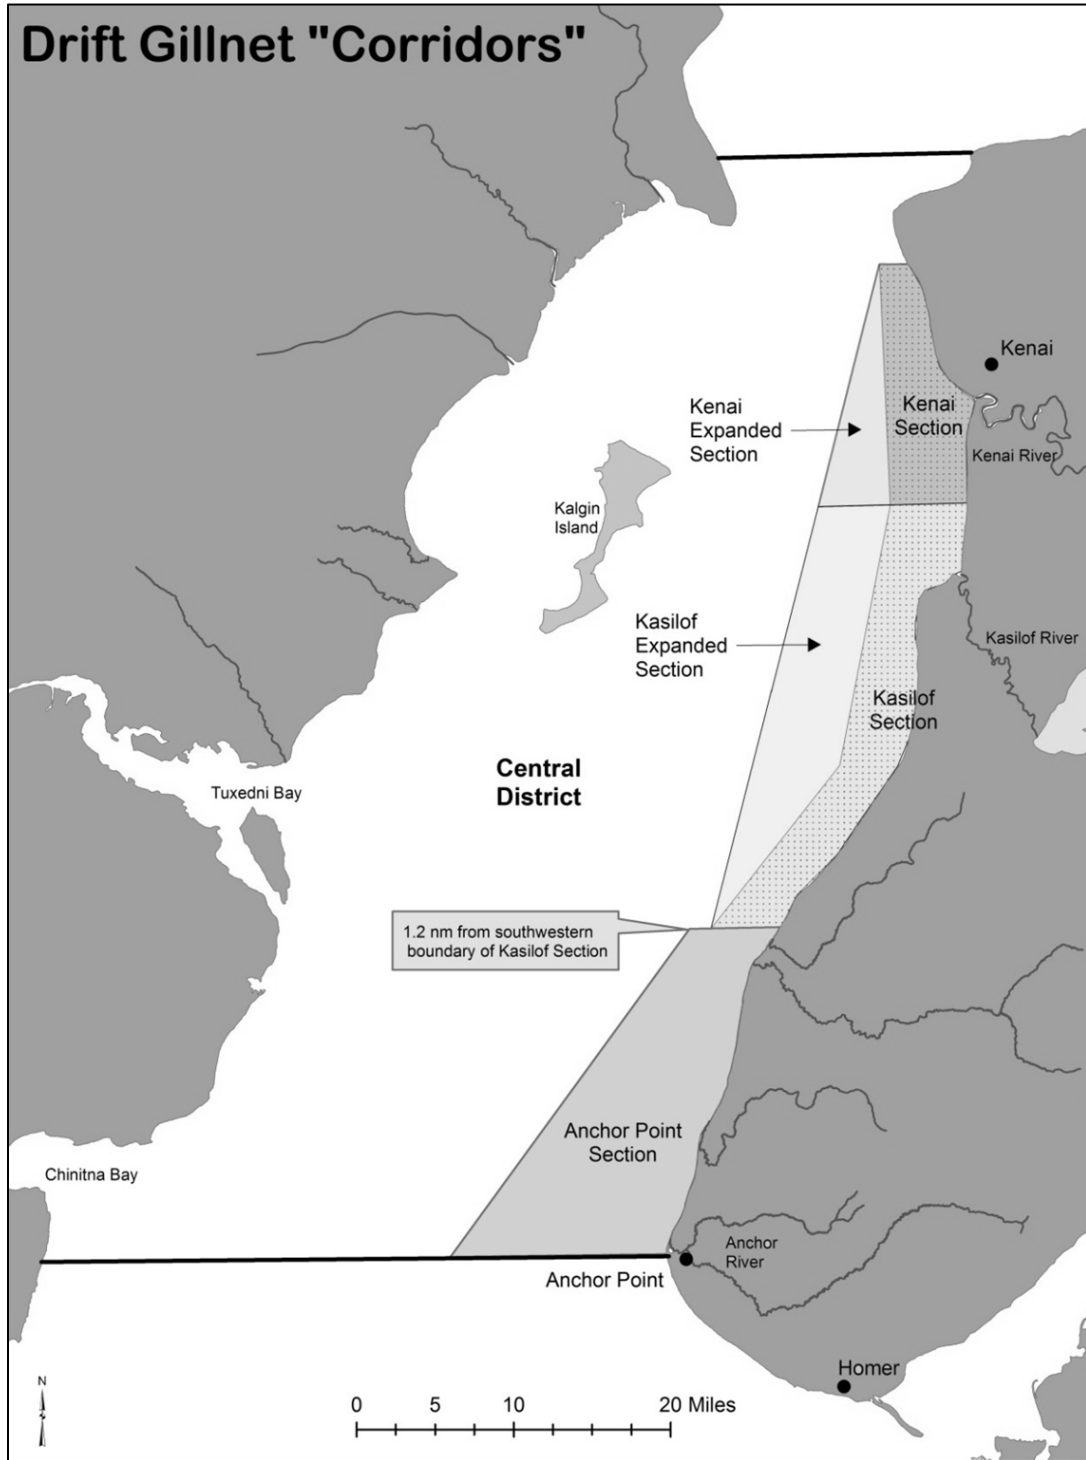 Drift Gillnet "Corridors"
Kenai
Kenai
Expanded
Section
Kenai
Section
Kenai River
Kalgin
Island
Kasilof
Expanded
Section
Kasilof River
Kasilof
Section
Central
District
Tuxedni Bay
1.2 nm from southwestern
boundary of Kasilof Section
Anchor Point
Section
Chinitna Bay
Anchor
River
Anchor Point
Homer
N
0 5 10 20 Miles